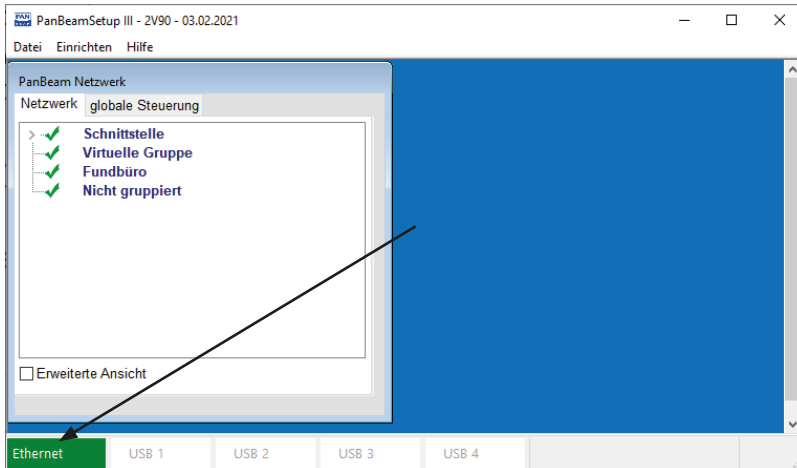 PAN PanBeamSetup III - 2V90 - 03.02.2021
Datei Einrichten Hilfe
PanBeam Netzwerk
Netzwerk globale Steuerung
Schnittstelle
Virtuelle Gruppe
Fundbüro
Nicht gruppiert
Erweiterte Ansicht
Ethernet USB 1 USB 2 USB 3 USB 4